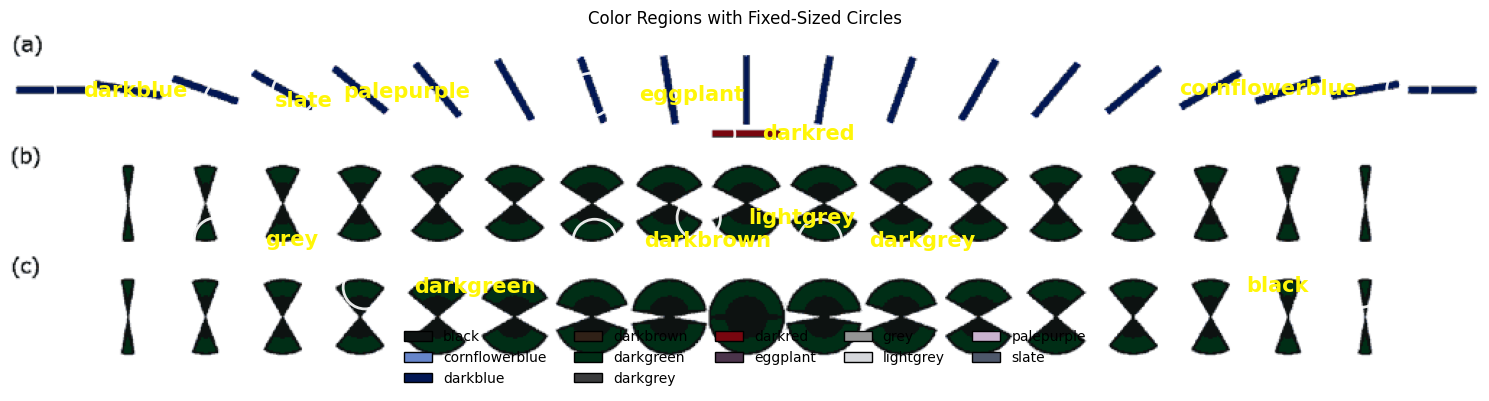 Color Regions with Fixed-Sized Circles
(a)
darkblue slate palepurple eggplant cornflowerblue
darkred
(b)
lightgrey
grey darkbrown darkgrey
(c)
darkgreen black
black darkbrown darkred grey palepurple
cornflowerblue darkgreen eggplant lightgrey slate
darkblue darkgrey